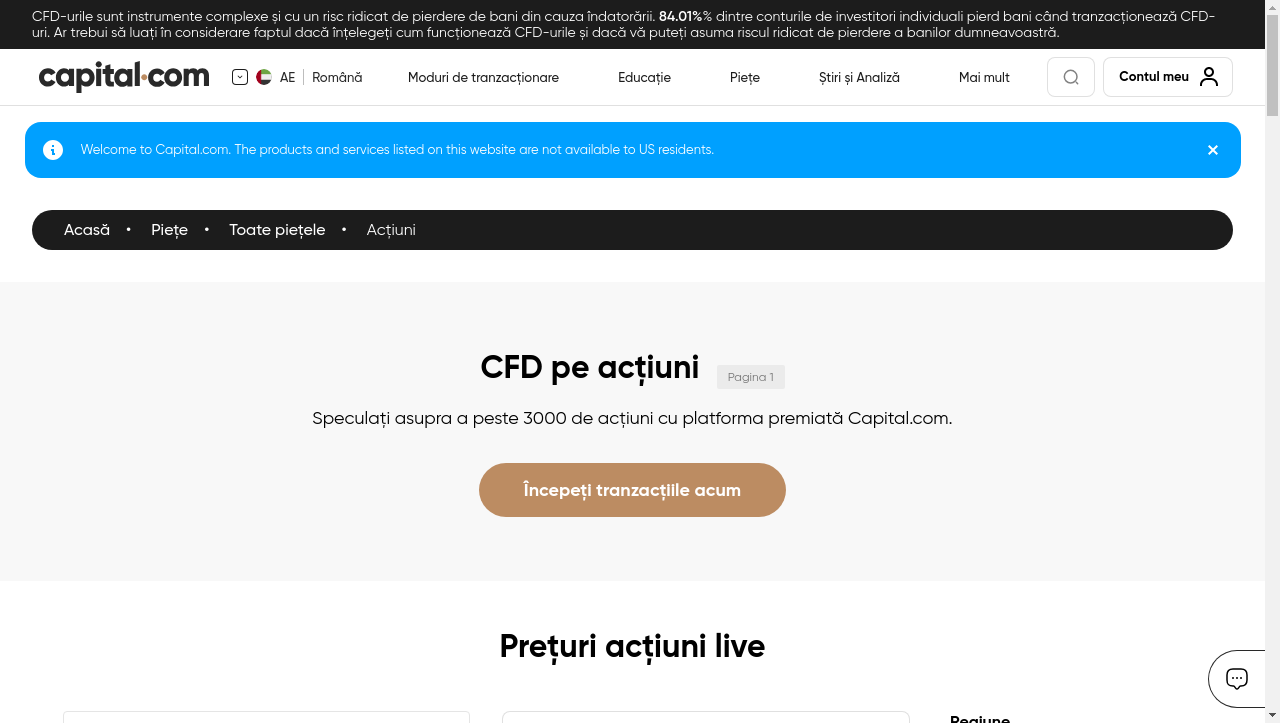 CFD-urile sunt instrumente complexe și cu un risc ridicat de pierdere de bani din cauza îndatorării. 84.01%% dintre conturile de investitori individuali pierd bani când tranzacționează CFD-
uri. Ar trebui să luați în considerare faptul dacă înțelegeți cum funcționează CFD-urile și dacă vă puteți asuma riscul ridicat de pierdere a banilor dumneavoastră.
capital.com AE Română Moduri de tranzacționare Educație Piețe Știri și Analiză Mai mult Contul meu
Welcome to Capital.com. The products and services listed on this website are not available to US residents.
Acasă • Piețe • Toate piețele • Acțiuni
CFD pe acțiuni Pagina 1
Speculați asupra a peste 3000 de acțiuni cu platforma premiată Capital.com.
Începeți tranzacțiile acum
Prețuri acțiuni live
Regiune